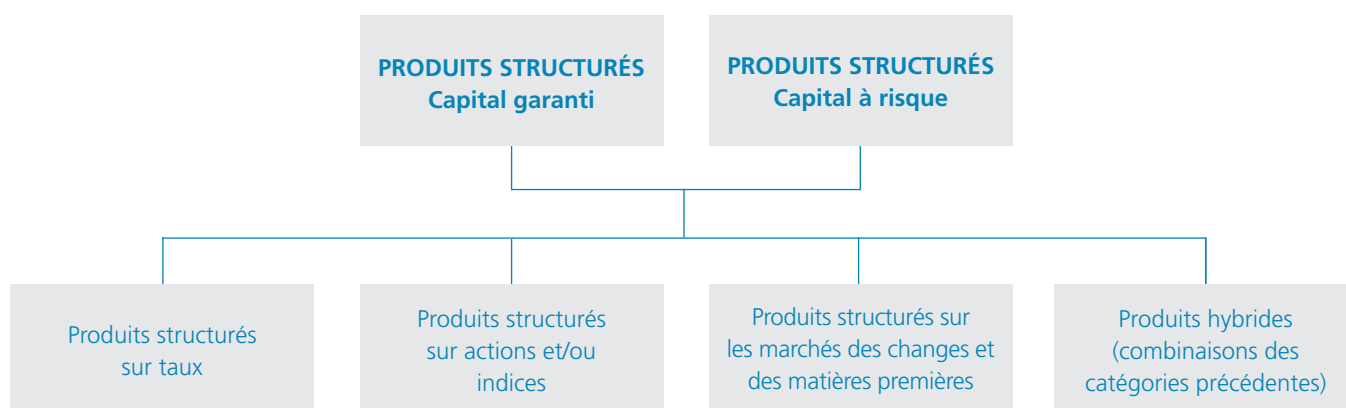 PRODUITS STRUCTURÉS
Capital garanti
PRODUITS STRUCTURÉS
Capital à risque
Produits structurés
sur taux
Produits structurés
sur actions et/ou
indices
Produits structurés sur
les marchés des changes et
des matières premières
Produits hybrides
(combinaisons des
catégories précédentes)